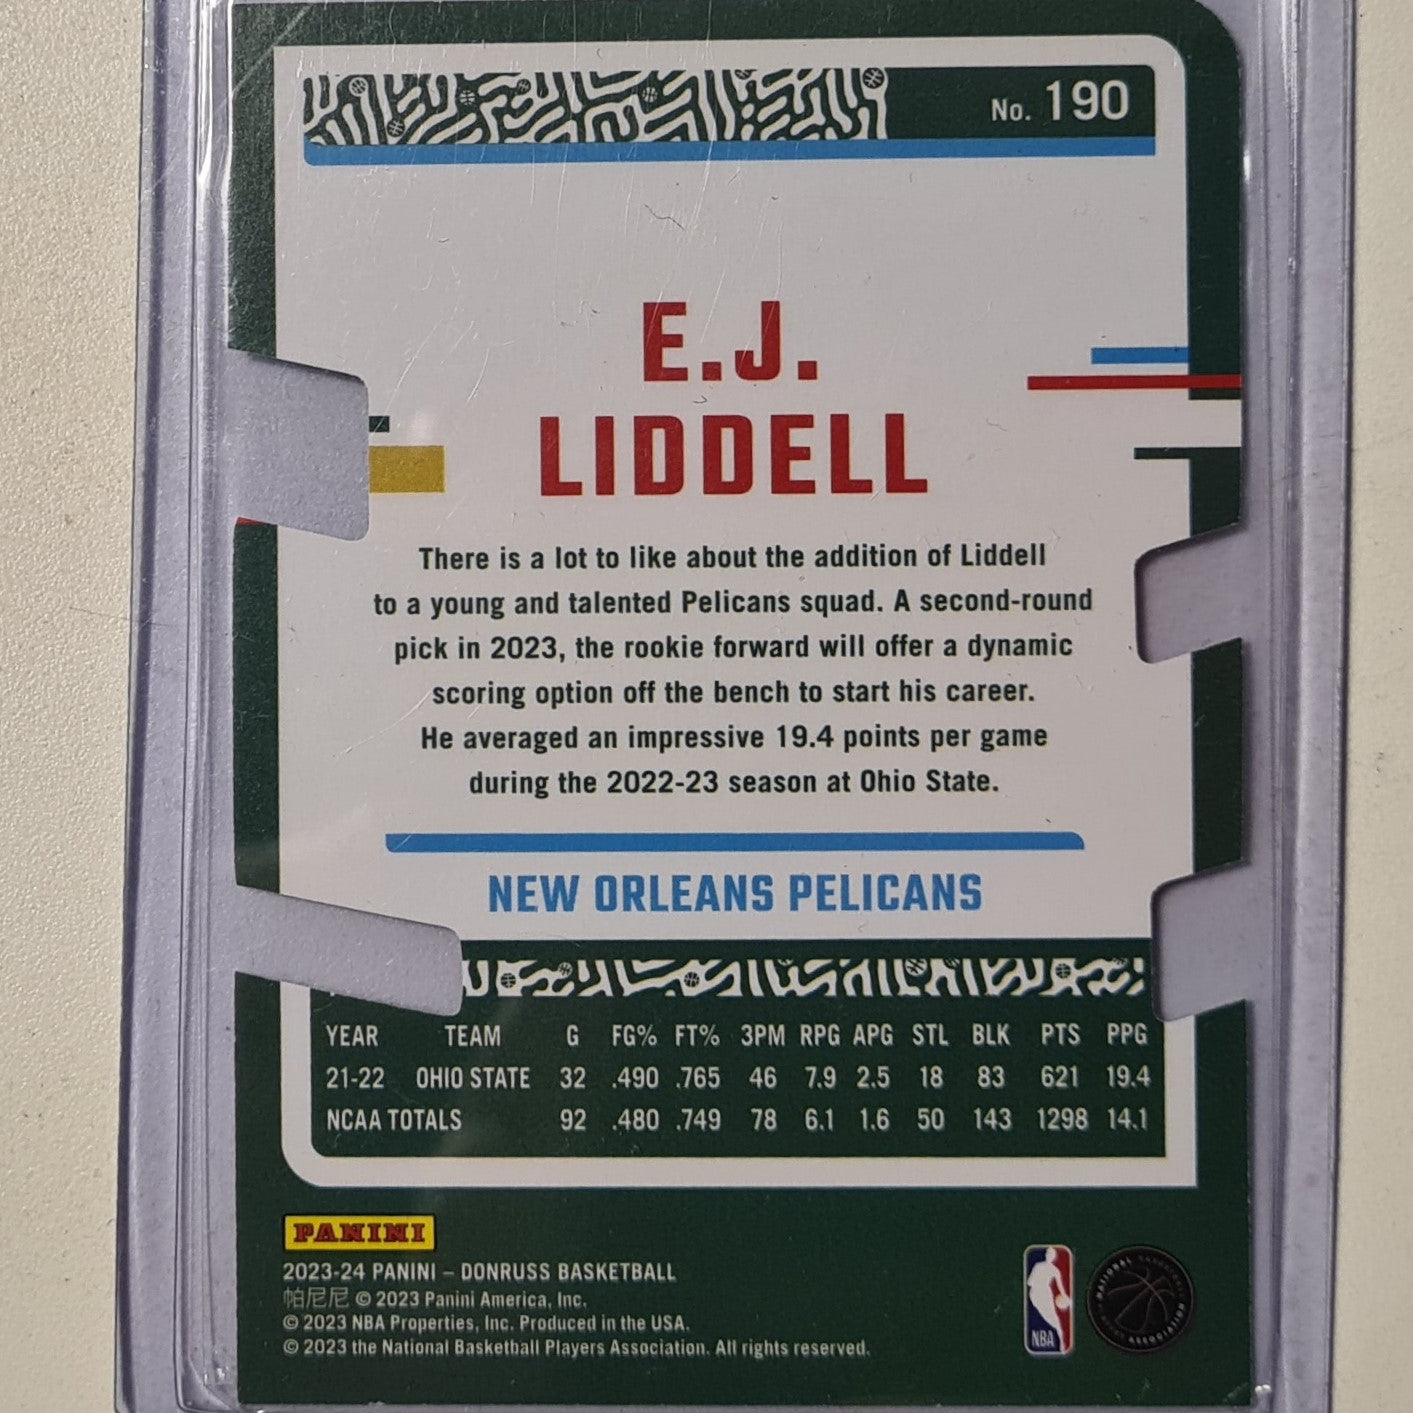 No. 190
E.J.
LIDDELL
There is a lot to like about the addition of Liddell
to a young and talented Pelicans squad. A second-round
pick in 2023, the rookie forward will offer a dynamic
scoring option off the bench to start his career.
He averaged an impressive 19.4 points per game
during the 2022-23 season at Ohio State.
NEW ORLEANS PELICANS
YEAR TEAM G FG% FT% 3PM RPG APG STL BLK PTS PPG
21-22 OHIO STATE 32 .490 .765 46 7.9 2.5 18 83 621 19.4
NCAA TOTALS 92 .480 .749 78 6.1 1.6 50 143 1298 14.1
PANINI
2023-24 PANINI – DONRUSS BASKETBALL
帕尼尼 © 2023 Panini America, Inc.
© 2023 NBA Properties, Inc. Produced in the USA.
© 2023 the National Basketball Players Association. All rights reserved.
NBA
NATIONAL BASKETBALL PLAYERS ASSOCIATION